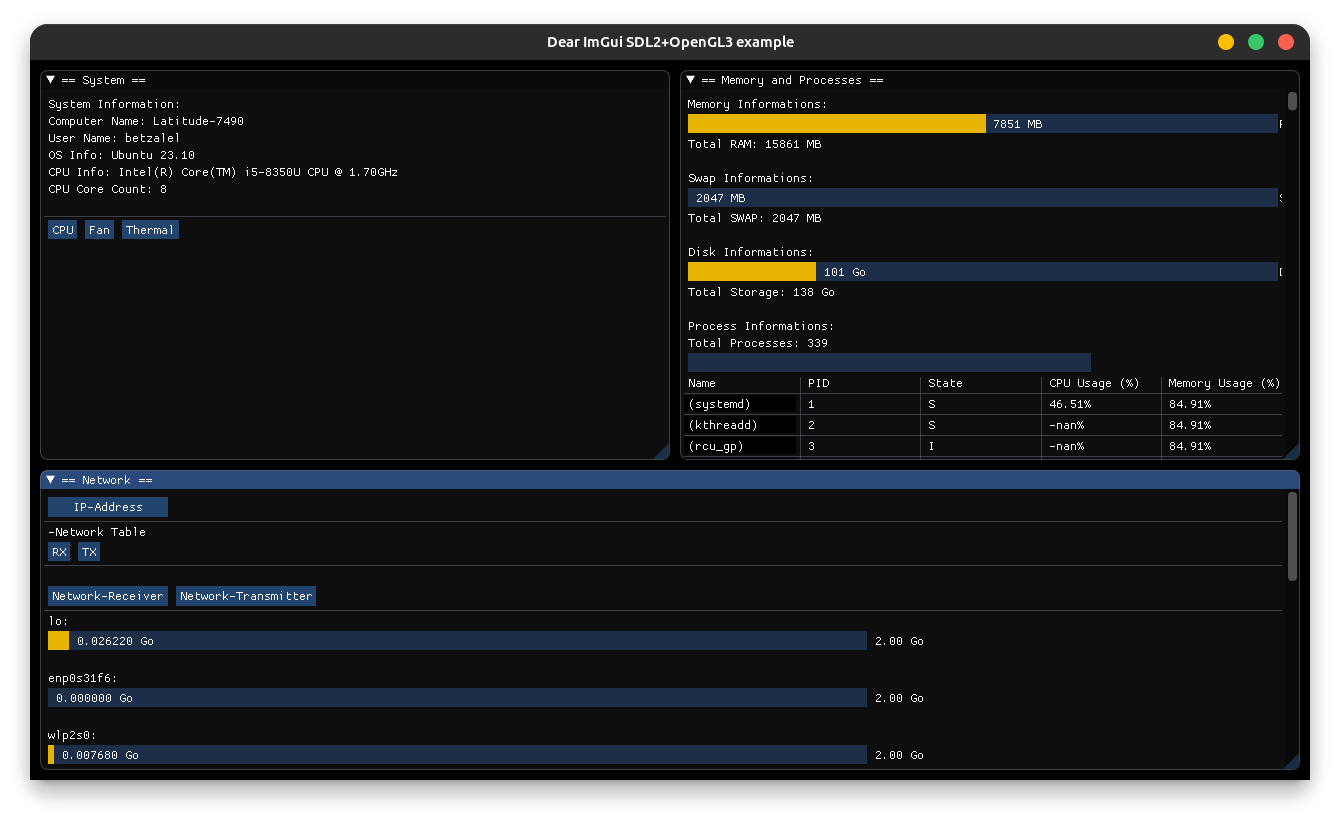 Dear ImGui SDL2+OpenGL3 example
== System ==
System Information:
Computer Name: Latitude-7490
User Name: betzalel
OS Info: Ubuntu 23.10
CPU Info: Intel(R) Core(TM) i5-8350U CPU @ 1.70GHz
CPU Core Count: 8
CPU Fan Thermal
== Memory and Processes ==
Memory Informations:
7851 MB
Total RAM: 15861 MB
Swap Informations:
2047 MB
Total SWAP: 2047 MB
Disk Informations:
101 Go
Total Storage: 138 Go
Process Informations:
Total Processes: 339
Name PID State CPU Usage (%) Memory Usage (%)
(systemd) 1 S 46.51% 84.91%
(kthreadd) 2 S -nan% 84.91%
(rcu_gp) 3 I -nan% 84.91%
== Network ==
IP-Address
-Network Table
RX TX
Network-Receiver Network-Transmitter
lo:
0.026220 Go 2.00 Go
enp0s31f6:
0.000000 Go 2.00 Go
wlp2s0:
0.007680 Go 2.00 Go